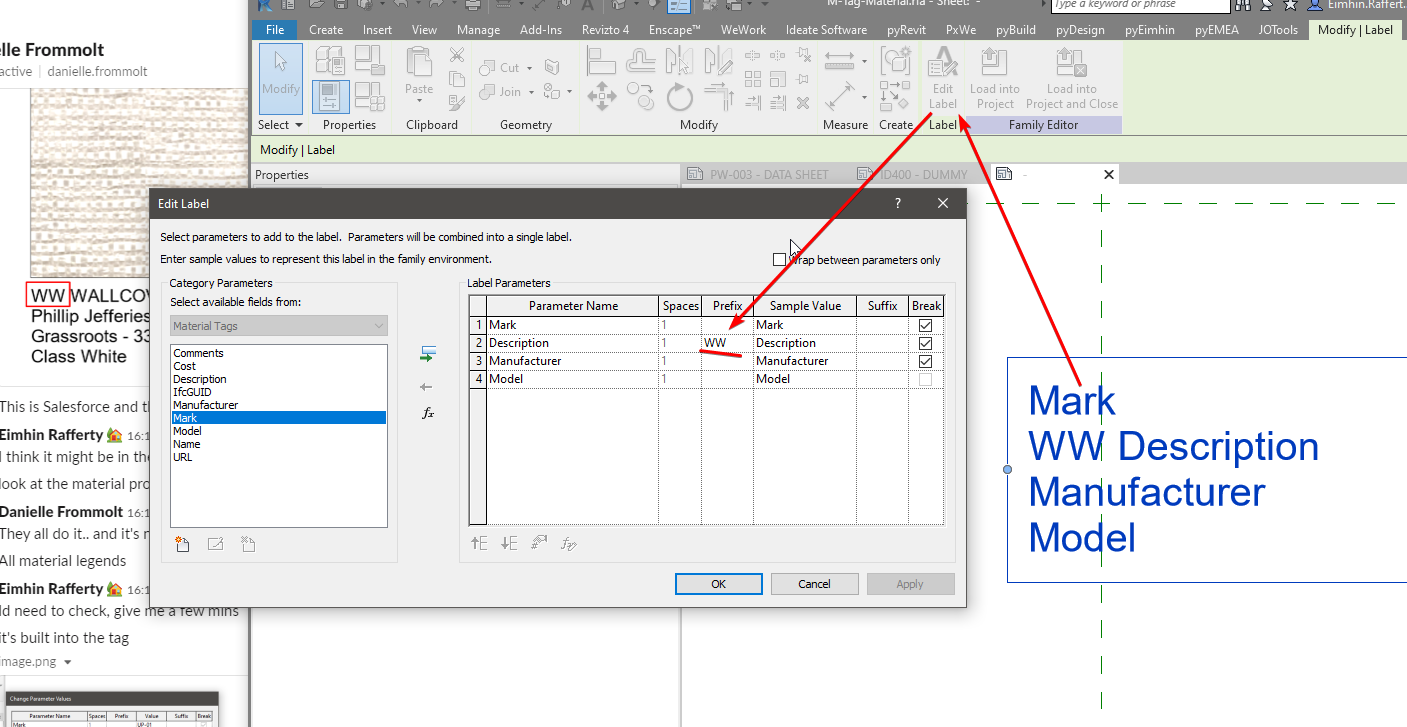 M-Tag-Material.rfa - Sheet: -
Type a keyword or phrase
Eimhin.Raffert
File Create Insert View Manage Add-Ins Revizto 4 Enscape™ WeWork Ideate Software pyRevit PxWe pyBuild pyDesign pyEimhin pyEMEA JOTools Modify | Label
Modify
Paste
Cut
Join
Edit Label
Load into Project
Load into Project and Close
Select Properties Clipboard Geometry Modify Measure Create Label Family Editor
Modify | Label
Properties
PW-003 - DATA SHEET
ID400 - DUMMY
-
elle Frommolt
active | danielle.frommolt
WW WALLCOV
Phillip Jefferies
Grassroots - 33
Class White
This is Salesforce and th
Eimhin Rafferty 16:1
I think it might be in the
look at the material pro
Danielle Frommolt 16:1
They all do it.. and it's n
All material legends
Eimhin Rafferty 16:1
Id need to check, give me a few mins
it's built into the tag
image.png
Change Parameter Values
Parameter Name Spaces Prefix Value Suffix Break
Mark 1 UP-01
Edit Label
?
Select parameters to add to the label. Parameters will be combined into a single label.
Enter sample values to represent this label in the family environment.
Wrap between parameters only
Category Parameters
Select available fields from:
Material Tags
Comments
Cost
Description
IfcGUID
Manufacturer
Mark
Model
Name
URL
fx
Label Parameters
Parameter Name Spaces Prefix Sample Value Suffix Break
1 Mark 1 Mark
2 Description 1 WW Description
3 Manufacturer 1 Manufacturer
4 Model 1 Model
OK Cancel Apply
Mark
WW Description
Manufacturer
Model